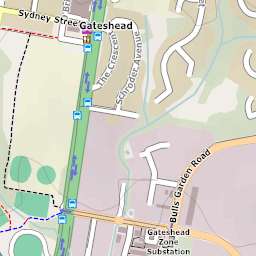 Sydney Stree
Gateshead
The Crescent
Schroder Avenue
Bulls Garden Road
Gateshead
Zone
Substation